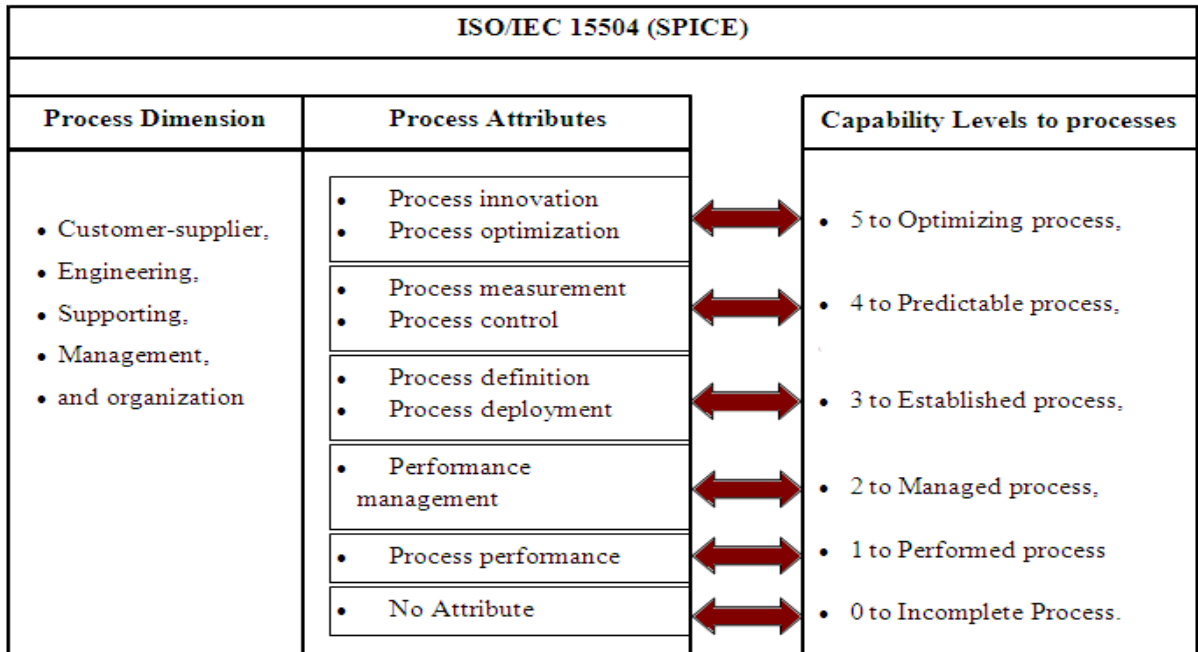 ISO/IEC 15504 (SPICE)
Process Dimension
• Customer-supplier,
• Engineering,
• Supporting,
• Management,
• and organization
Process Attributes
• Process innovation
• Process optimization
• Process measurement
• Process control
• Process definition
• Process deployment
• Performance
management
• Process performance
• No Attribute
Capability Levels to processes
• 5 to Optimizing process,
• 4 to Predictable process,
• 3 to Established process,
• 2 to Managed process,
• 1 to Performed process
• 0 to Incomplete Process.